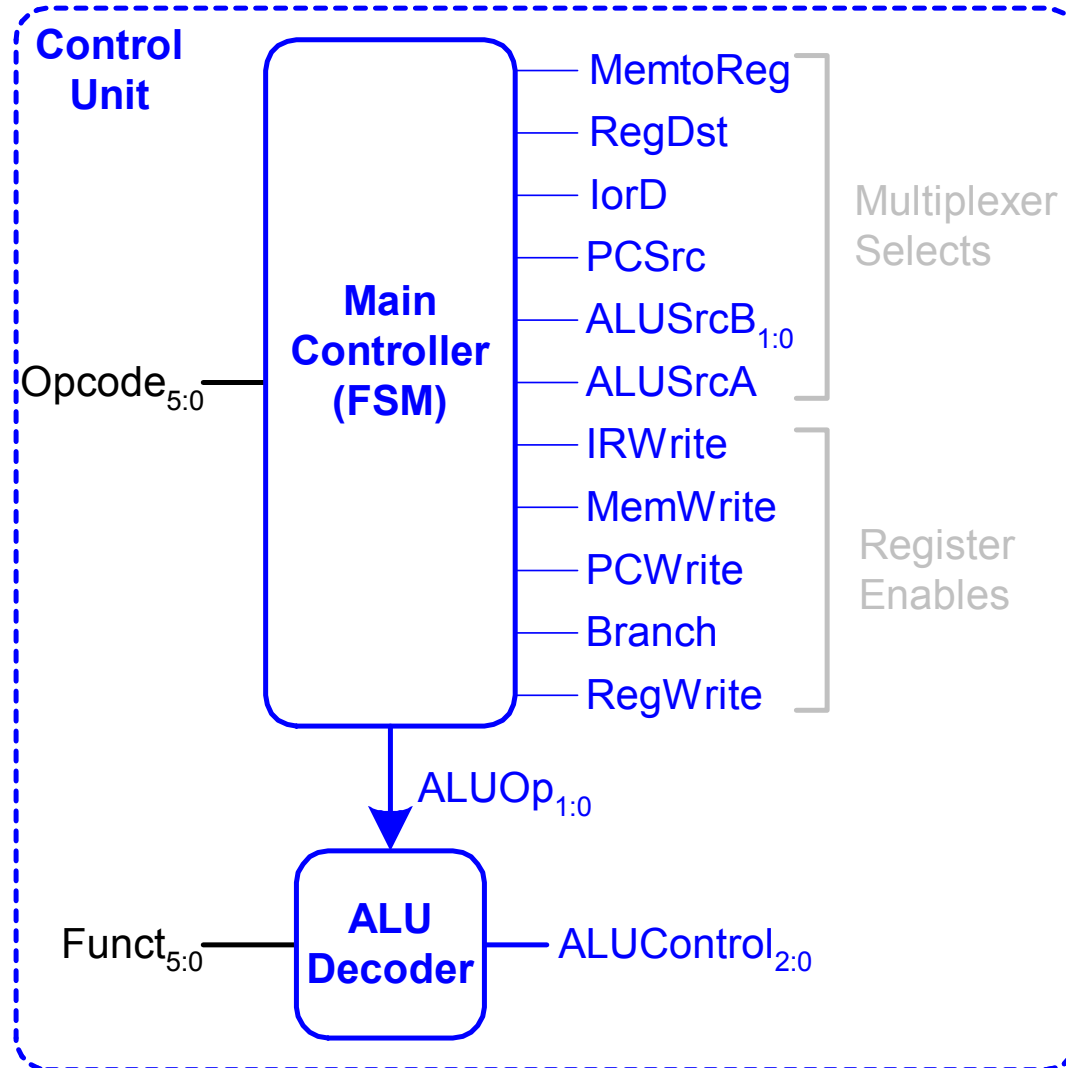 Control
Unit
MemtoReg
RegDst
IorD
PCSrc
ALUSrcB1:0
ALUSrcA
Multiplexer
Selects
Main
Controller
(FSM)
Opcode5:0
IRWrite
MemWrite
PCWrite
Branch
RegWrite
Register
Enables
ALUOp1:0
ALU
Decoder
Funct5:0
ALUControl2:0